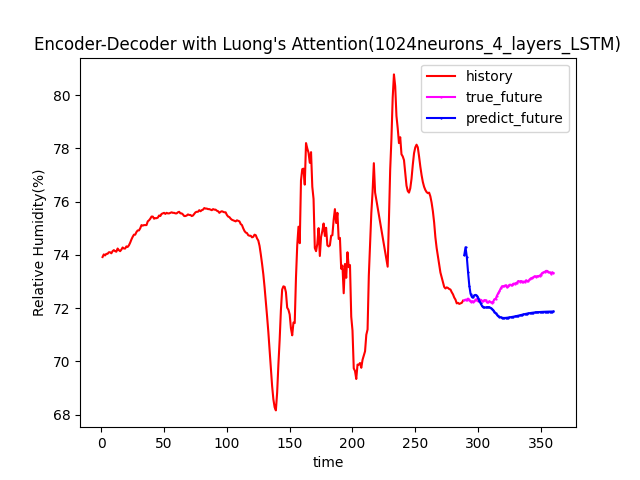 Encoder-Decoder with Luong's Attention(1024neurons_4_layers_LSTM)
history
true_future
predict_future
Relative Humidity(%)
80
78
76
74
72
70
68
0 50 100 150 200 250 300 350
time